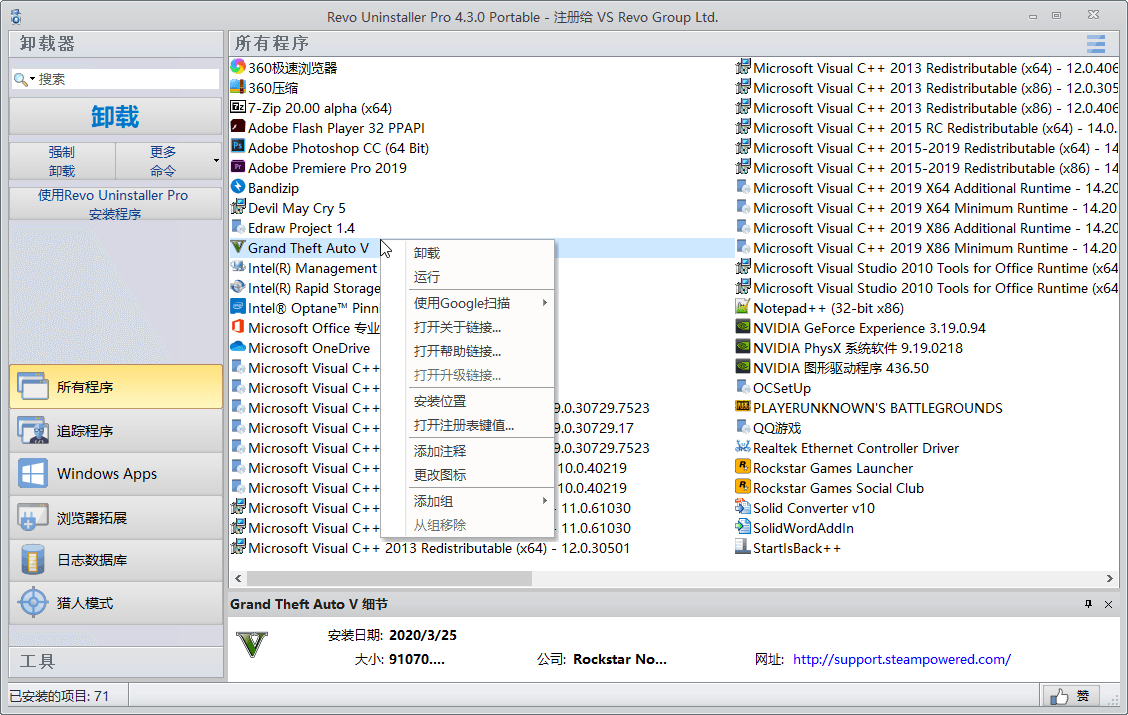 Revo Uninstaller Pro 4.3.0 Portable - 注册给 VS Revo Group Ltd.
卸载器
搜索
卸载
强制
卸载
更多
命令
使用Revo Uninstaller Pro
安装程序
所有程序
追踪程序
Windows Apps
浏览器拓展
日志数据库
猎人模式
工具
所有程序
360极速浏览器
360压缩
7-Zip 20.00 alpha (x64)
Adobe Flash Player 32 PPAPI
Adobe Photoshop CC (64 Bit)
Adobe Premiere Pro 2019
Bandizip
Devil May Cry 5
Edraw Project 1.4
Grand Theft Auto V
Intel(R) Management
Intel(R) Rapid Storage
Intel® Optane™ Pinni
Microsoft Office 专业
Microsoft OneDrive
Microsoft Visual C++
Microsoft Visual C++
Microsoft Visual C++ 9.0.30729.7523
Microsoft Visual C++ 9.0.30729.17
Microsoft Visual C++ 9.0.30729.7523
Microsoft Visual C++ 10.0.40219
Microsoft Visual C++ 10.0.40219
Microsoft Visual C++ 11.0.61030
Microsoft Visual C++ 11.0.61030
Microsoft Visual C++ 2013 Redistributable (x64) - 12.0.30501
卸载
运行
使用Google扫描
打开关于链接...
打开帮助链接...
打开升级链接...
安装位置
打开注册表键值...
添加注释
更改图标
添加组
从组移除
Microsoft Visual C++ 2013 Redistributable (x64) - 12.0.406
Microsoft Visual C++ 2013 Redistributable (x86) - 12.0.305
Microsoft Visual C++ 2013 Redistributable (x86) - 12.0.406
Microsoft Visual C++ 2015 RC Redistributable (x64) - 14.0.
Microsoft Visual C++ 2015-2019 Redistributable (x64) - 14
Microsoft Visual C++ 2015-2019 Redistributable (x86) - 14
Microsoft Visual C++ 2019 X64 Additional Runtime - 14.20
Microsoft Visual C++ 2019 X64 Minimum Runtime - 14.20
Microsoft Visual C++ 2019 X86 Additional Runtime - 14.20
Microsoft Visual C++ 2019 X86 Minimum Runtime - 14.20
Microsoft Visual Studio 2010 Tools for Office Runtime (x64
Microsoft Visual Studio 2010 Tools for Office Runtime (x64
Notepad++ (32-bit x86)
NVIDIA GeForce Experience 3.19.0.94
NVIDIA PhysX 系统软件 9.19.0218
NVIDIA 图形驱动程序 436.50
OCSetUp
PLAYERUNKNOWN'S BATTLEGROUNDS
QQ游戏
Realtek Ethernet Controller Driver
Rockstar Games Launcher
Rockstar Games Social Club
Solid Converter v10
SolidWordAddIn
StartIsBack++
Grand Theft Auto V 细节
安装日期: 2020/3/25
大小: 91070.... 公司: Rockstar No... 网址: http://support.steampowered.com/
已安装的项目: 71
赞